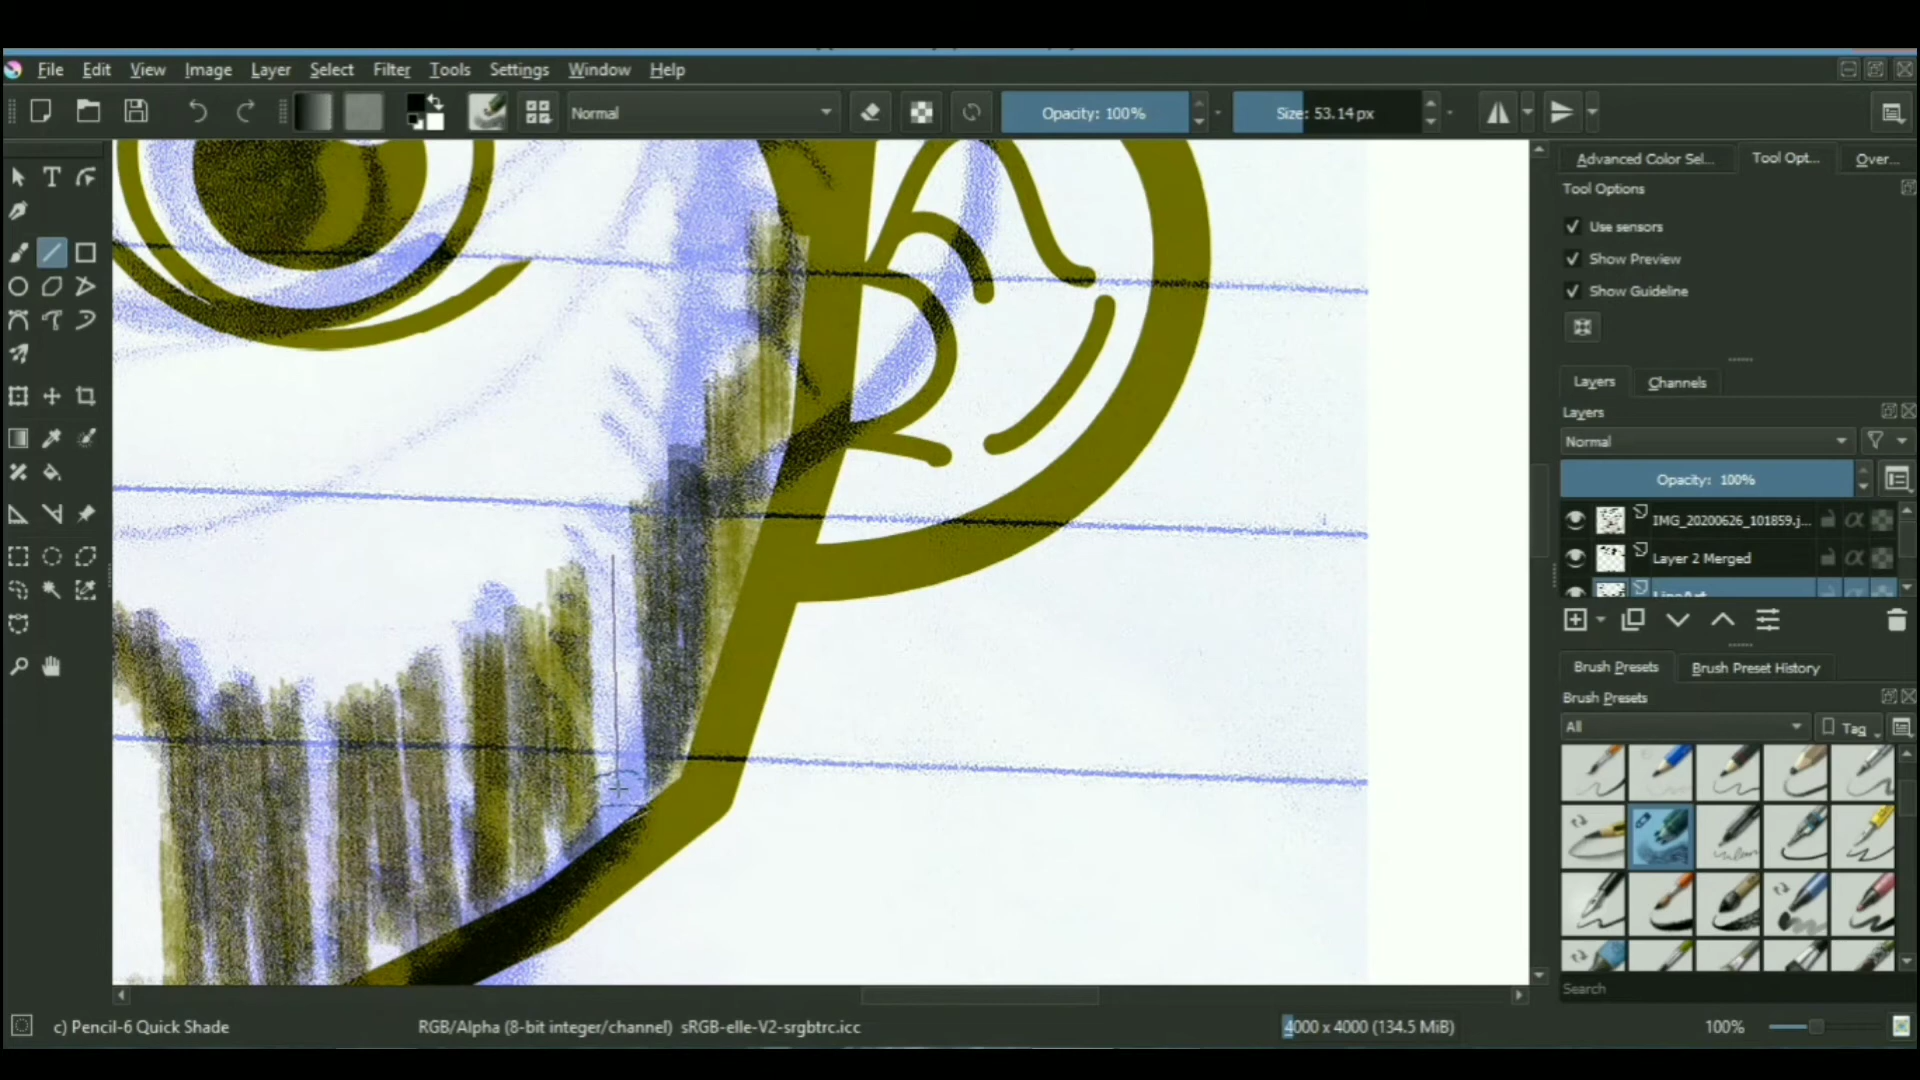 File Edit View Image Layer Select Filter Tools Settings Window Help
Normal
Opacity: 100%
Size: 53.14 px
Advanced Color Sel...
Tool Opt...
Over...
Tool Options
Use sensors
Show Preview
Show Guideline
Layers
Channels
Layers
Normal
Opacity: 100%
IMG_20200626_101859.j...
Layer 2 Merged
LineArt
Brush Presets
Brush Preset History
Brush Presets
All
Tag
Search
c) Pencil-6 Quick Shade
RGB/Alpha (8-bit integer/channel) sRGB-elle-V2-srgbtrc.icc
4000 x 4000 (134.5 MiB)
100%